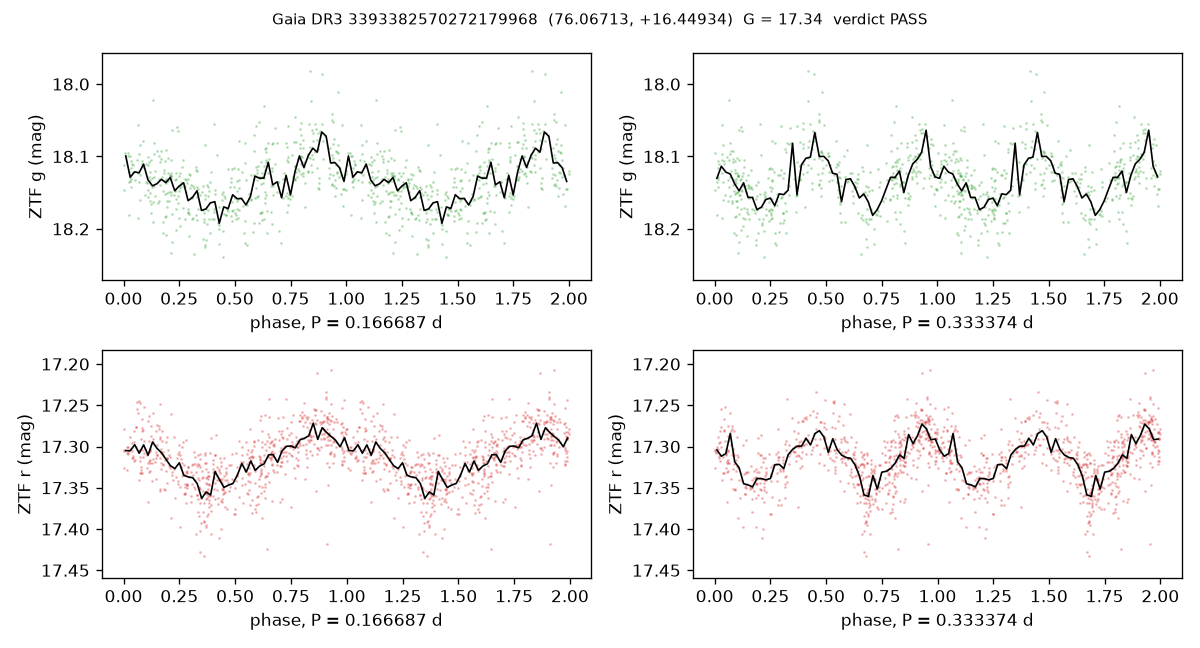 Gaia DR3 3393382570272179968 (76.06713, +16.44934) G = 17.34 verdict PASS
ZTF g (mag)
18.0
18.1
18.2
0.00 0.25 0.50 0.75 1.00 1.25 1.50 1.75 2.00
phase, P = 0.166687 d
ZTF g (mag)
18.0
18.1
18.2
0.00 0.25 0.50 0.75 1.00 1.25 1.50 1.75 2.00
phase, P = 0.333374 d
ZTF r (mag)
17.20
17.25
17.30
17.35
17.40
17.45
0.00 0.25 0.50 0.75 1.00 1.25 1.50 1.75 2.00
phase, P = 0.166687 d
ZTF r (mag)
17.20
17.25
17.30
17.35
17.40
17.45
0.00 0.25 0.50 0.75 1.00 1.25 1.50 1.75 2.00
phase, P = 0.333374 d